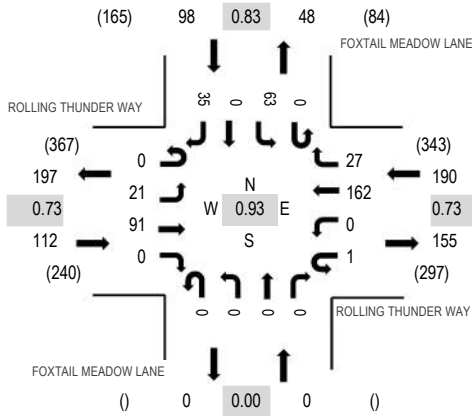 (165) 98 0.83 48 (84)
FOXTAIL MEADOW LANE
ROLLING THUNDER WAY
35 0 63 0
(367) (343)
0 27
197 190
21 162
N
0.73 W 0.93 E 0.73
91 0
S
112 155
0 1
(240) (297)
0 0 0 0
ROLLING THUNDER WAY
FOXTAIL MEADOW LANE
() 0 0.00 0 ()